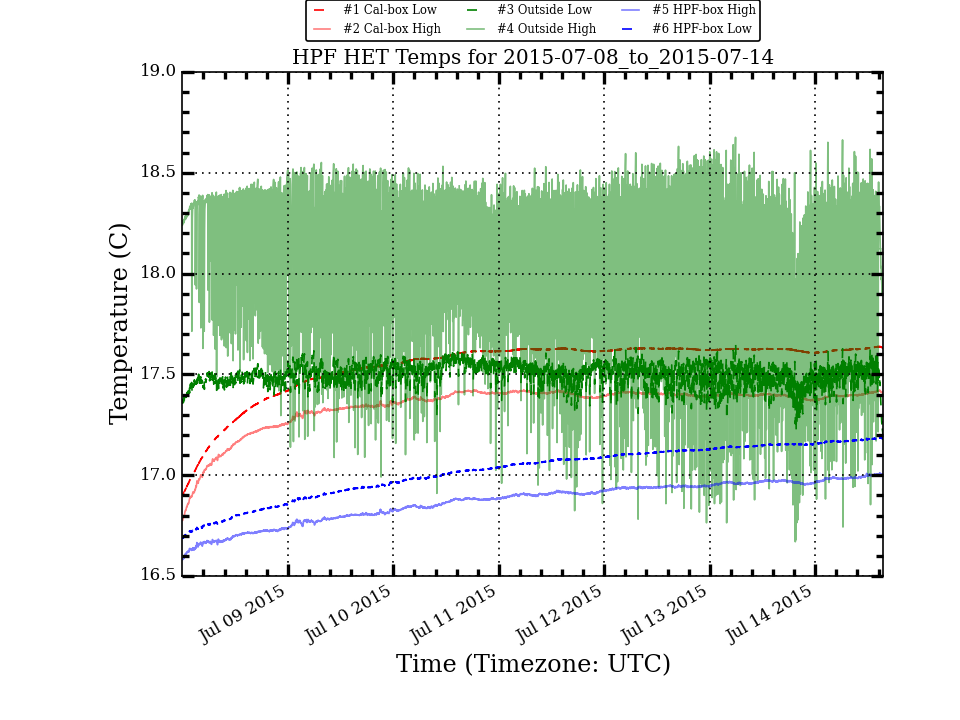 #1 Cal-box Low #3 Outside Low #5 HPF-box High
#2 Cal-box High #4 Outside High #6 HPF-box Low
HPF HET Temps for 2015-07-08_to_2015-07-14
19.0
18.5
18.0
17.5
17.0
16.5
Temperature (C)
Jul 09 2015 Jul 10 2015 Jul 11 2015 Jul 12 2015 Jul 13 2015 Jul 14 2015
Time (Timezone: UTC)